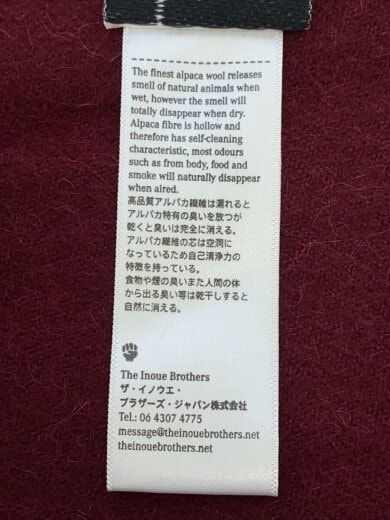 The finest alpaca wool releases
smell of natural animals when
wet, however the smell will
totally disappear when dry.
Alpaca fibre is hollow and
therefore has self-cleaning
characteristic, most odours
such as from body, food and
smoke will naturally disappear
when aired.
高品質アルパカ繊維は濡れると
アルパカ特有の臭いを放つが
乾くと臭いは完全に消える。
アルパカ繊維の芯は空洞に
なっているため自己清浄力の
特徴を持っている。
食物や煙の臭いまた人間の体
から出る臭い等は乾干しすると
自然に消える。
The Inoue Brothers
ザ・イノウエ・
ブラザーズ・ジャパン株式会社
Tel.: 06 4307 4775
message@theinouebrothers.net
theinouebrothers.net